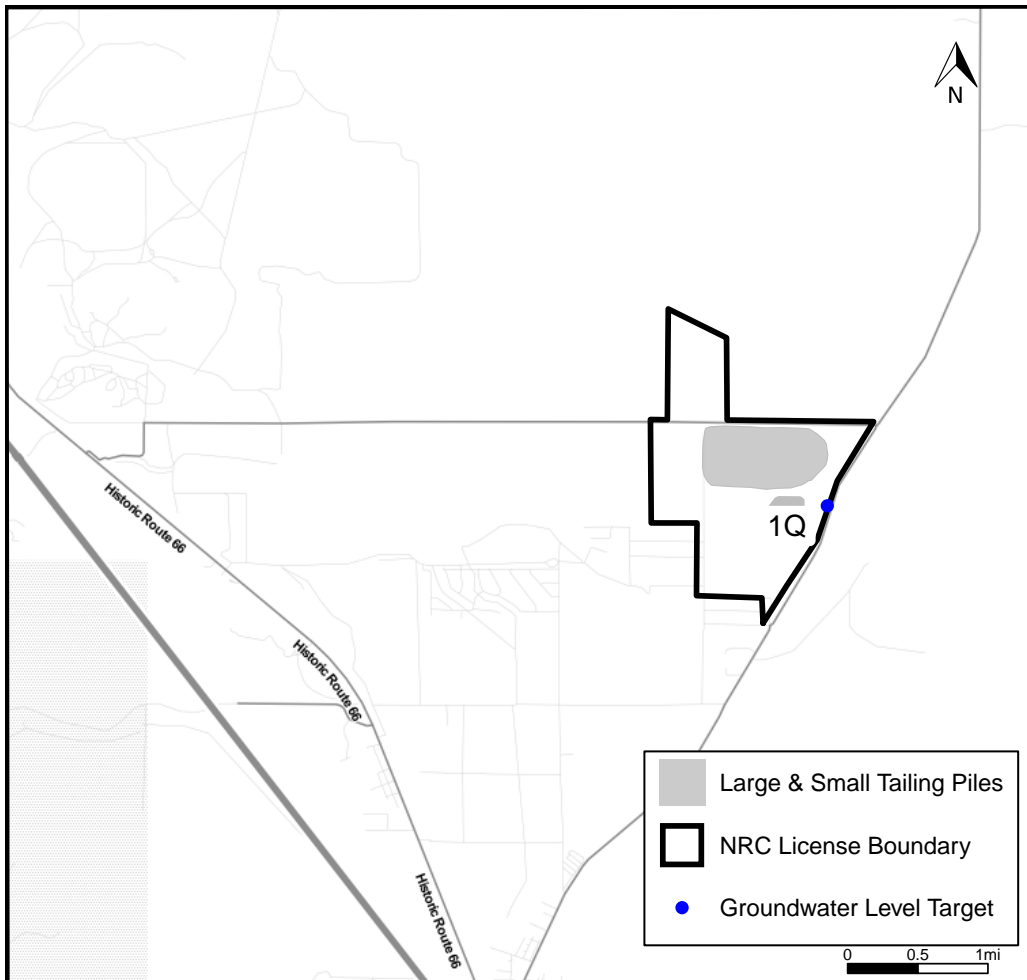 N
1Q
Historic Route 66
Historic Route 66
Historic Route 66
Large & Small Tailing Piles
NRC License Boundary
Groundwater Level Target
0 0.5 1mi